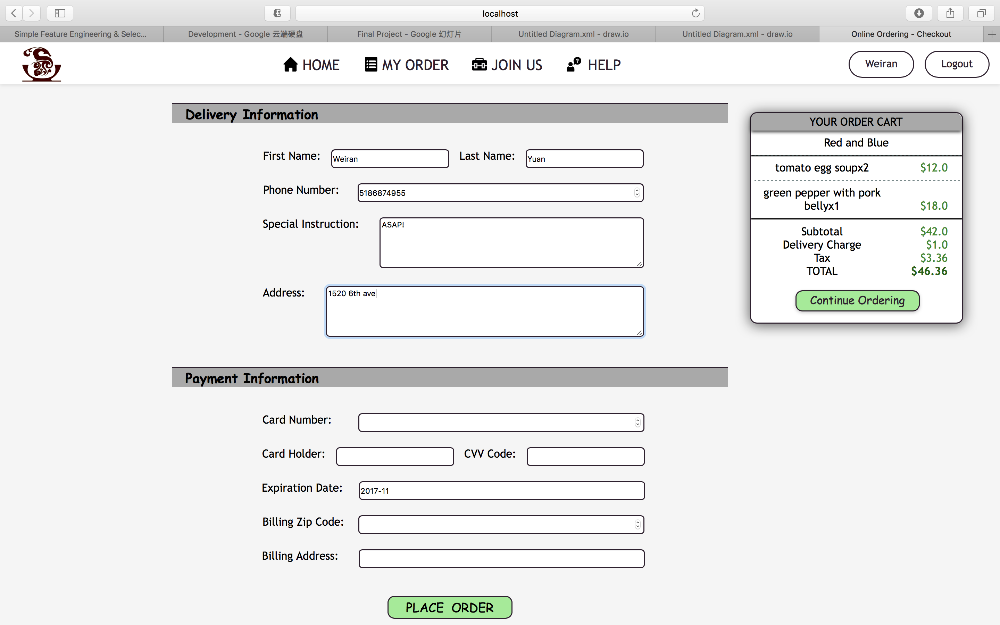 localhost
Simple Feature Engineering & Selec...
Development - Google 云端硬盘
Final Project - Google 幻灯片
Untitled Diagram.xml - draw.io
Untitled Diagram.xml - draw.io
Online Ordering - Checkout
HOME
MY ORDER
JOIN US
HELP
Weiran
Logout
Delivery Information
First Name: Weiran Last Name: Yuan
Phone Number: 5186874955
Special Instruction: ASAP!
Address: 1520 6th ave
Payment Information
Card Number:
Card Holder: CVV Code:
Expiration Date: 2017-11
Billing Zip Code:
Billing Address:
PLACE ORDER
YOUR ORDER CART
Red and Blue
tomato egg soupx2 $12.0
green pepper with pork
bellyx1 $18.0
Subtotal $42.0
Delivery Charge $1.0
Tax $3.36
TOTAL $46.36
Continue Ordering